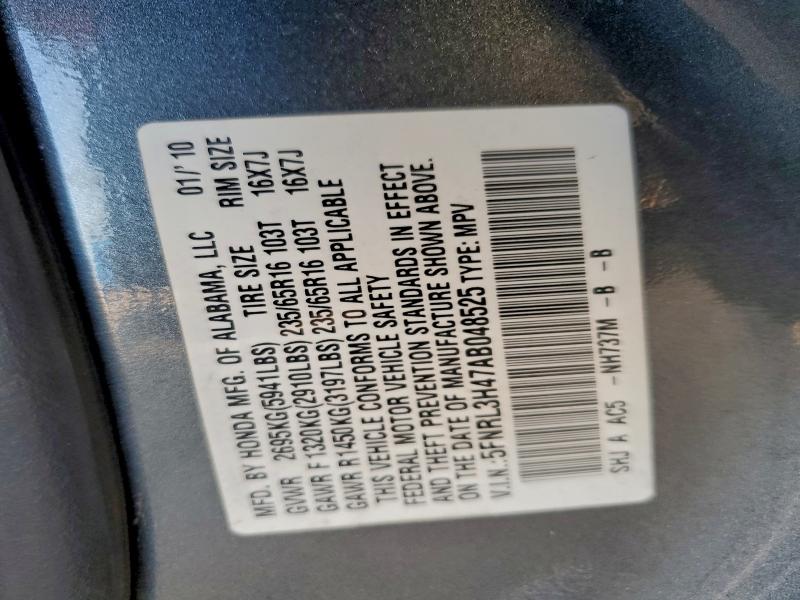 MFD. BY HONDA MFG. OF ALABAMA, LLC 01/'10
GVWR 2695KG(5941LBS) TIRE SIZE RIM SIZE
GAWR F 1320KG(2910LBS) 235/65R16 103T 16X7J
GAWR R1450KG(3197LBS) 235/65R16 103T 16X7J
THIS VEHICLE CONFORMS TO ALL APPLICABLE
FEDERAL MOTOR VEHICLE SAFETY
AND THEFT PREVENTION STANDARDS IN EFFECT
ON THE DATE OF MANUFACTURE SHOWN ABOVE.
V.I.N.:5FNRL3H47AB048525 TYPE: MPV
SHJ A AC5 -NH737M -B -B